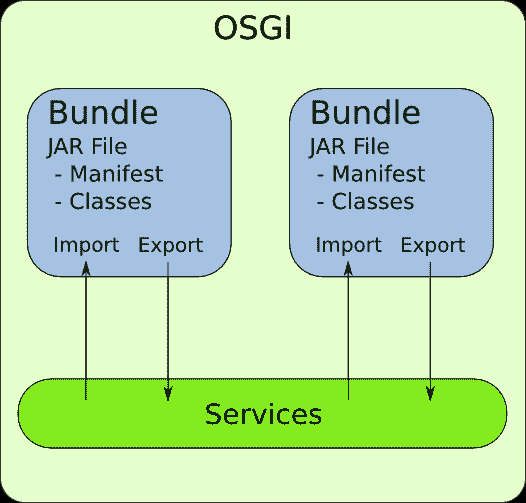 OSGI
Bundle
JAR File
- Manifest
- Classes
Import Export
Bundle
JAR File
- Manifest
- Classes
Import Export
Services